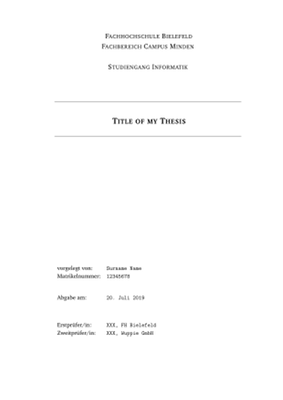 Fachhochschule Bielefeld
Fachbereich Campus Minden
Studiengang Informatik
Title of my Thesis
vorgelegt von: Surname Name
Matrikelnummer: 12345678
Abgabe am: 20. Juli 2019
Erstprüfer/in: XXX, FH Bielefeld
Zweitprüfer/in: XXX, Wuppie GmbH